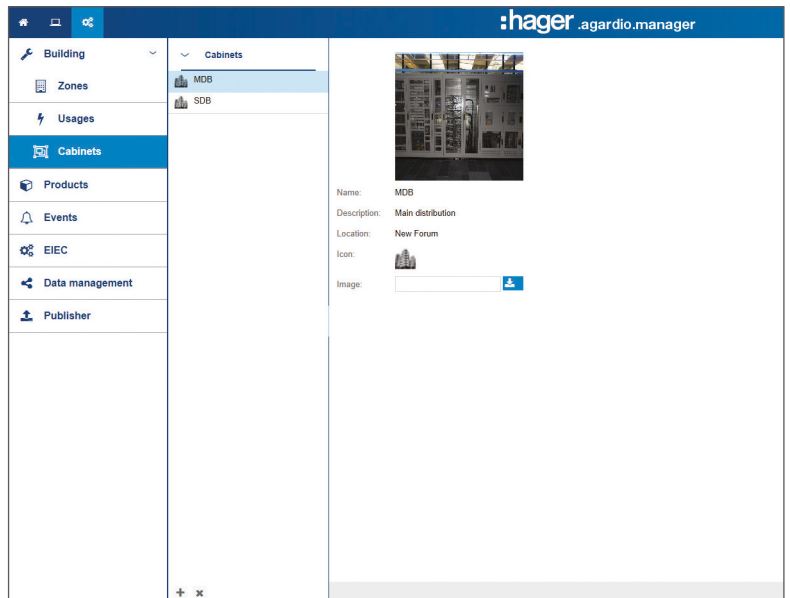 :hager .agardio.manager
Building
Zones
Usages
Cabinets
Products
Events
EIEC
Data management
Publisher
Cabinets
MDB
SDB
Name: MDB
Description: Main distribution
Location: New Forum
Icon:
Image: